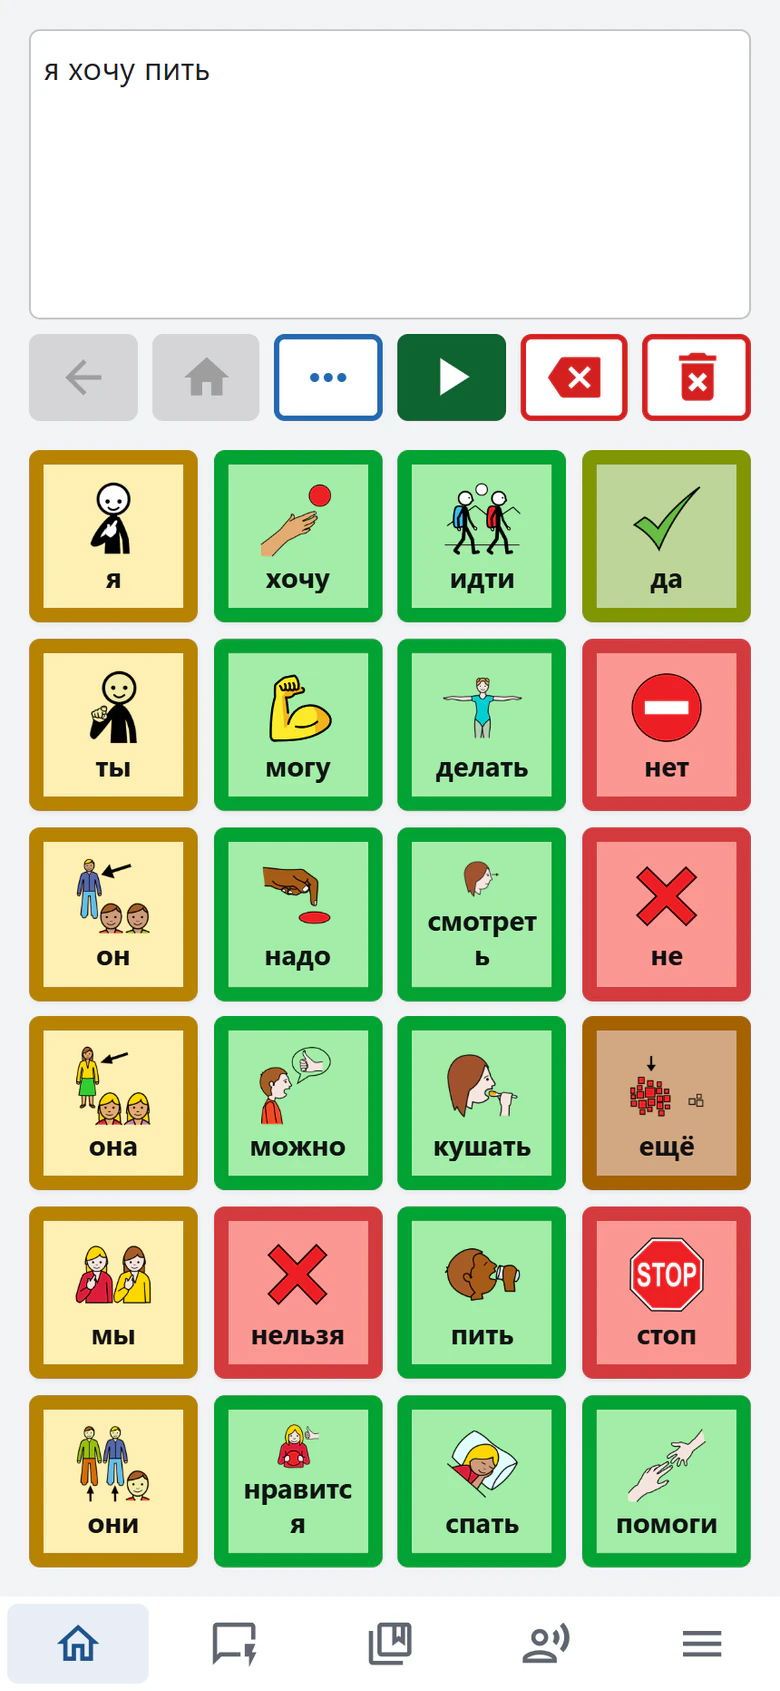 я хочу пить
я
хочу
идти
да
ты
могу
делать
нет
он
надо
смотрет
ь
не
она
можно
кушать
ещё
мы
нельзя
пить
STOP
стоп
они
нравитс
я
спать
помоги